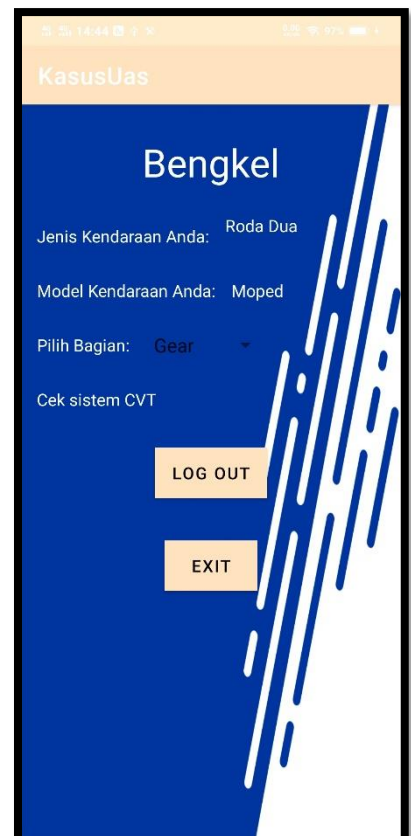 14:44
97%
KasusUas
Bengkel
Jenis Kendaraan Anda: Roda Dua
Model Kendaraan Anda: Moped
Pilih Bagian: Gear
Cek sistem CVT
LOG OUT
EXIT